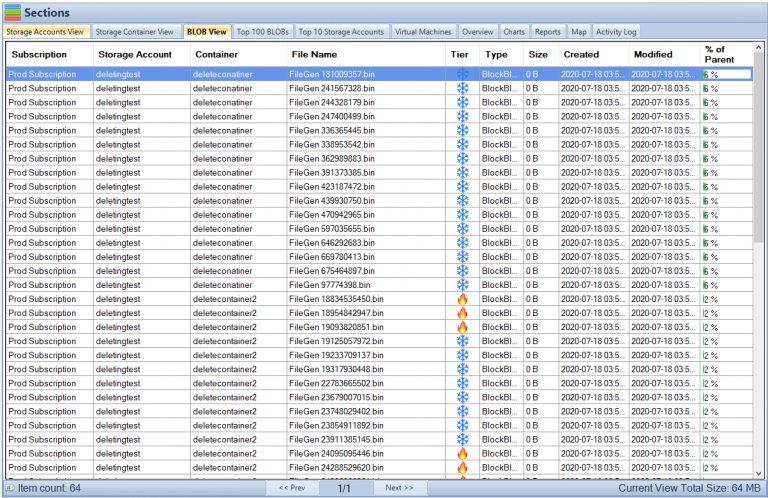 Sections
Storage Accounts View Storage Container View BLOB View Top 100 BLOBs Top 10 Storage Accounts Virtual Machines Overview Charts Reports Map Activity Log
Subscription Storage Account Container File Name Tier Type Size Created Modified % of Parent
Prod Subscription deletingtest deleteconatiner FileGen 181009357.bin BlockBl... 0 B 2020-07-18 03:5... 2020-07-18 03:5... 6 %
Prod Subscription deletingtest deleteconatiner FileGen 241567328.bin BlockBl... 0 B 2020-07-18 03:5... 2020-07-18 03:5... 6 %
Prod Subscription deletingtest deleteconatiner FileGen 244328179.bin BlockBl... 0 B 2020-07-18 03:5... 2020-07-18 03:5... 6 %
Prod Subscription deletingtest deleteconatiner FileGen 247400499.bin BlockBl... 0 B 2020-07-18 03:5... 2020-07-18 03:5... 6 %
Prod Subscription deletingtest deleteconatiner FileGen 336365445.bin BlockBl... 0 B 2020-07-18 03:5... 2020-07-18 03:5... 6 %
Prod Subscription deletingtest deleteconatiner FileGen 338953542.bin BlockBl... 0 B 2020-07-18 03:5... 2020-07-18 03:5... 6 %
Prod Subscription deletingtest deleteconatiner FileGen 362989883.bin BlockBl... 0 B 2020-07-18 03:5... 2020-07-18 03:5... 6 %
Prod Subscription deletingtest deleteconatiner FileGen 391373385.bin BlockBl... 0 B 2020-07-18 03:5... 2020-07-18 03:5... 6 %
Prod Subscription deletingtest deleteconatiner FileGen 423187472.bin BlockBl... 0 B 2020-07-18 03:5... 2020-07-18 03:5... 6 %
Prod Subscription deletingtest deleteconatiner FileGen 439930750.bin BlockBl... 0 B 2020-07-18 03:5... 2020-07-18 03:5... 6 %
Prod Subscription deletingtest deleteconatiner FileGen 470942965.bin BlockBl... 0 B 2020-07-18 03:5... 2020-07-18 03:5... 6 %
Prod Subscription deletingtest deleteconatiner FileGen 597035655.bin BlockBl... 0 B 2020-07-18 03:5... 2020-07-18 03:5... 6 %
Prod Subscription deletingtest deleteconatiner FileGen 646292683.bin BlockBl... 0 B 2020-07-18 03:5... 2020-07-18 03:5... 6 %
Prod Subscription deletingtest deleteconatiner FileGen 669780413.bin BlockBl... 0 B 2020-07-18 03:5... 2020-07-18 03:5... 6 %
Prod Subscription deletingtest deleteconatiner FileGen 675464897.bin BlockBl... 0 B 2020-07-18 03:5... 2020-07-18 03:5... 6 %
Prod Subscription deletingtest deleteconatiner FileGen 97774398.bin BlockBl... 0 B 2020-07-18 03:5... 2020-07-18 03:5... 6 %
Prod Subscription deletingtest deletecontainer2 FileGen 18834535450.bin BlockBl... 0 B 2020-07-18 03:5... 2020-07-18 03:5... 2 %
Prod Subscription deletingtest deletecontainer2 FileGen 18954842947.bin BlockBl... 0 B 2020-07-18 03:5... 2020-07-18 03:5... 2 %
Prod Subscription deletingtest deletecontainer2 FileGen 19093820851.bin BlockBl... 0 B 2020-07-18 03:5... 2020-07-18 03:5... 2 %
Prod Subscription deletingtest deletecontainer2 FileGen 19125057972.bin BlockBl... 0 B 2020-07-18 03:5... 2020-07-18 03:5... 2 %
Prod Subscription deletingtest deletecontainer2 FileGen 19233709137.bin BlockBl... 0 B 2020-07-18 03:5... 2020-07-18 03:5... 2 %
Prod Subscription deletingtest deletecontainer2 FileGen 19317930448.bin BlockBl... 0 B 2020-07-18 03:5... 2020-07-18 03:5... 2 %
Prod Subscription deletingtest deletecontainer2 FileGen 22783665502.bin BlockBl... 0 B 2020-07-18 03:5... 2020-07-18 03:5... 2 %
Prod Subscription deletingtest deletecontainer2 FileGen 23679007015.bin BlockBl... 0 B 2020-07-18 03:5... 2020-07-18 03:5... 2 %
Prod Subscription deletingtest deletecontainer2 FileGen 23748029402.bin BlockBl... 0 B 2020-07-18 03:5... 2020-07-18 03:5... 2 %
Prod Subscription deletingtest deletecontainer2 FileGen 23854911892.bin BlockBl... 0 B 2020-07-18 03:5... 2020-07-18 03:5... 2 %
Prod Subscription deletingtest deletecontainer2 FileGen 23911385145.bin BlockBl... 0 B 2020-07-18 03:5... 2020-07-18 03:5... 2 %
Prod Subscription deletingtest deletecontainer2 FileGen 24095095446.bin BlockBl... 0 B 2020-07-18 03:5... 2020-07-18 03:5... 2 %
Prod Subscription deletingtest deletecontainer2 FileGen 24288529620.bin BlockBl... 0 B 2020-07-18 03:5... 2020-07-18 03:5... 2 %
Item count: 64 << Prev 1/1 Next >> Current View Total Size: 64 MB